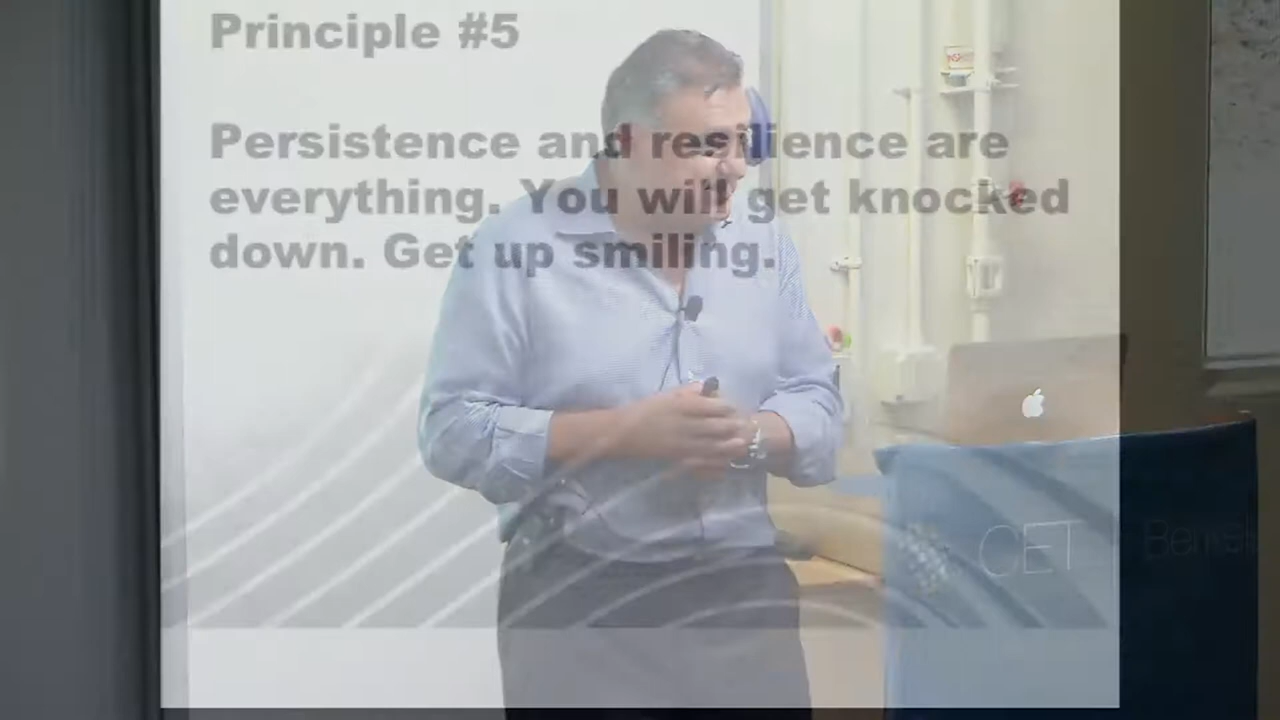 Principle #5
Persistence and resilience are
everything. You will get knocked
down. Get up smiling.
CET